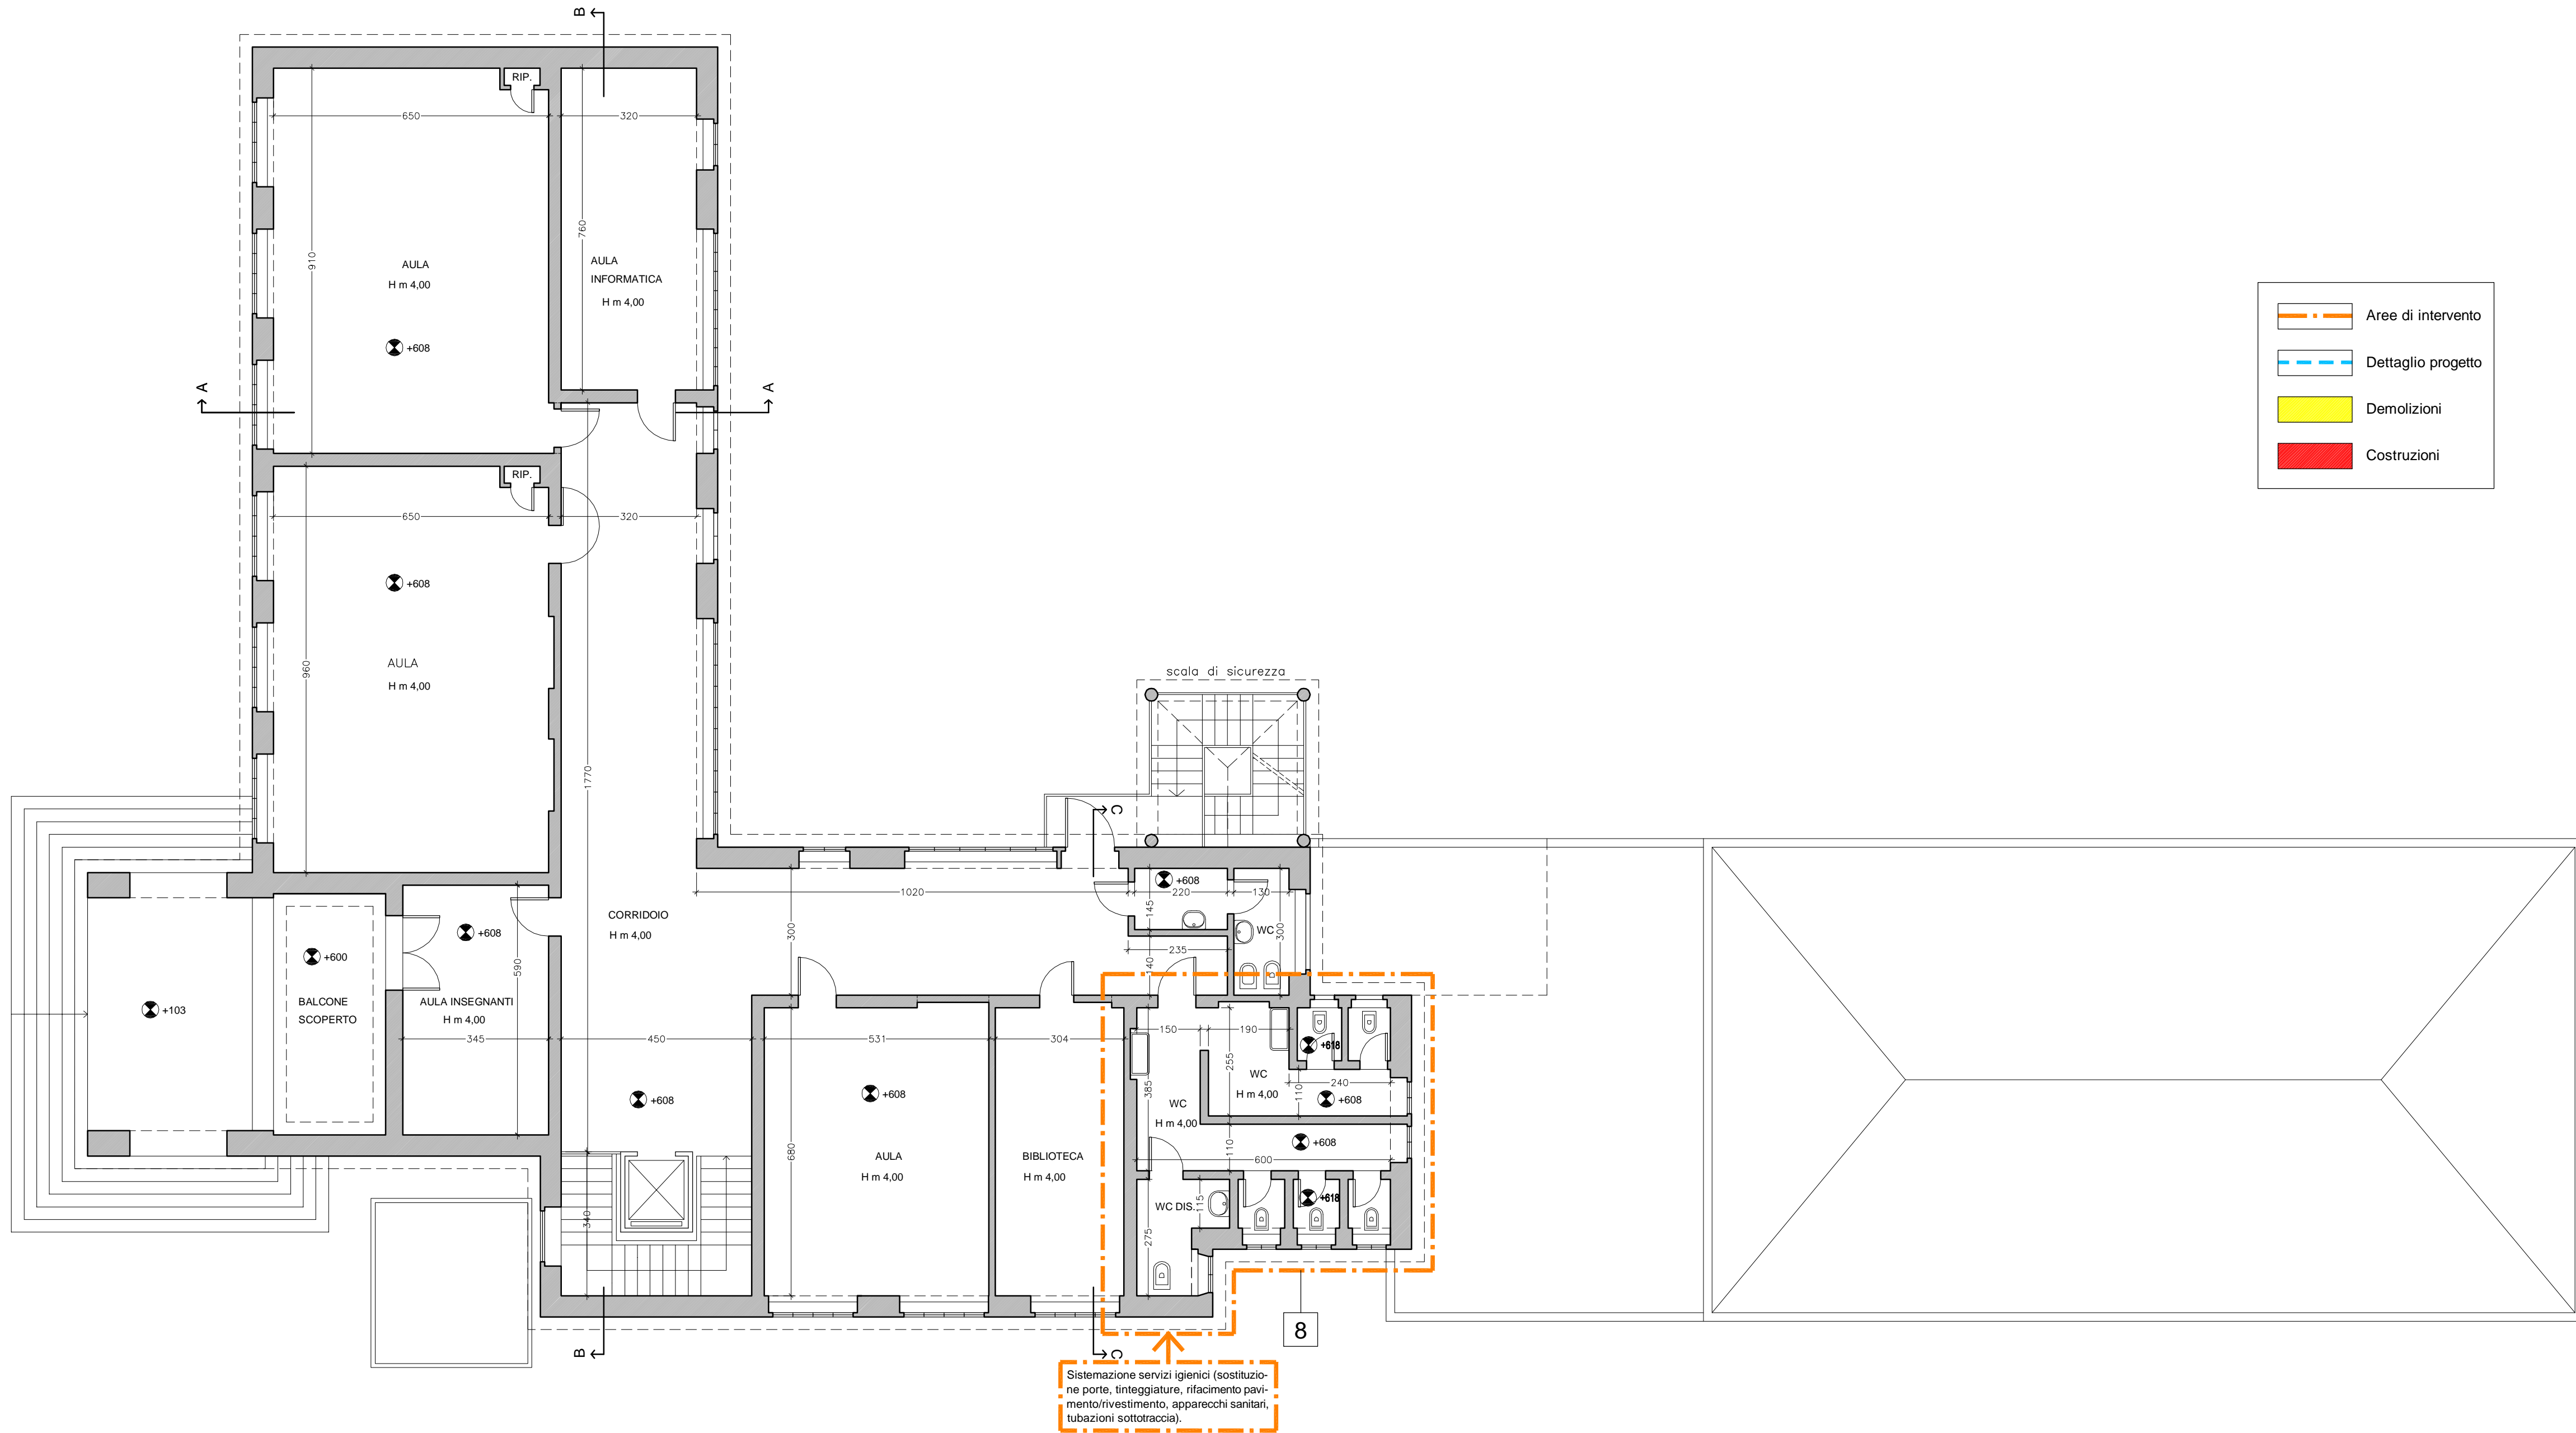 B
RIP.
650
320
910
760
AULA
H m 4,00
AULA
INFORMATICA
H m 4,00
+608
A
A
Aree di intervento
Dettaglio progetto
Demolizioni
Costruzioni
RIP.
650
320
+608
960
AULA
H m 4,00
1770
scala di sicurezza
C
+608
1020
220
130
145
CORRIDOIO
H m 4,00
300
WC
300
+608
235
140
590
+600
+103
BALCONE
SCOPERTO
AULA INSEGNANTI
H m 4,00
345
450
531
304
150
190
+618
255
WC
H m 4,00
240
110
385
+608
+608
+608
WC
H m 4,00
110
+608
600
680
AULA
H m 4,00
BIBLIOTECA
H m 4,00
+618
WC DIS.
115
340
275
8
B
C
Sistemazione servizi igienici (sostituzio-
ne porte, tinteggiature, rifacimento pavi-
mento/rivestimento, apparecchi sanitari,
tubazioni sottotraccia).